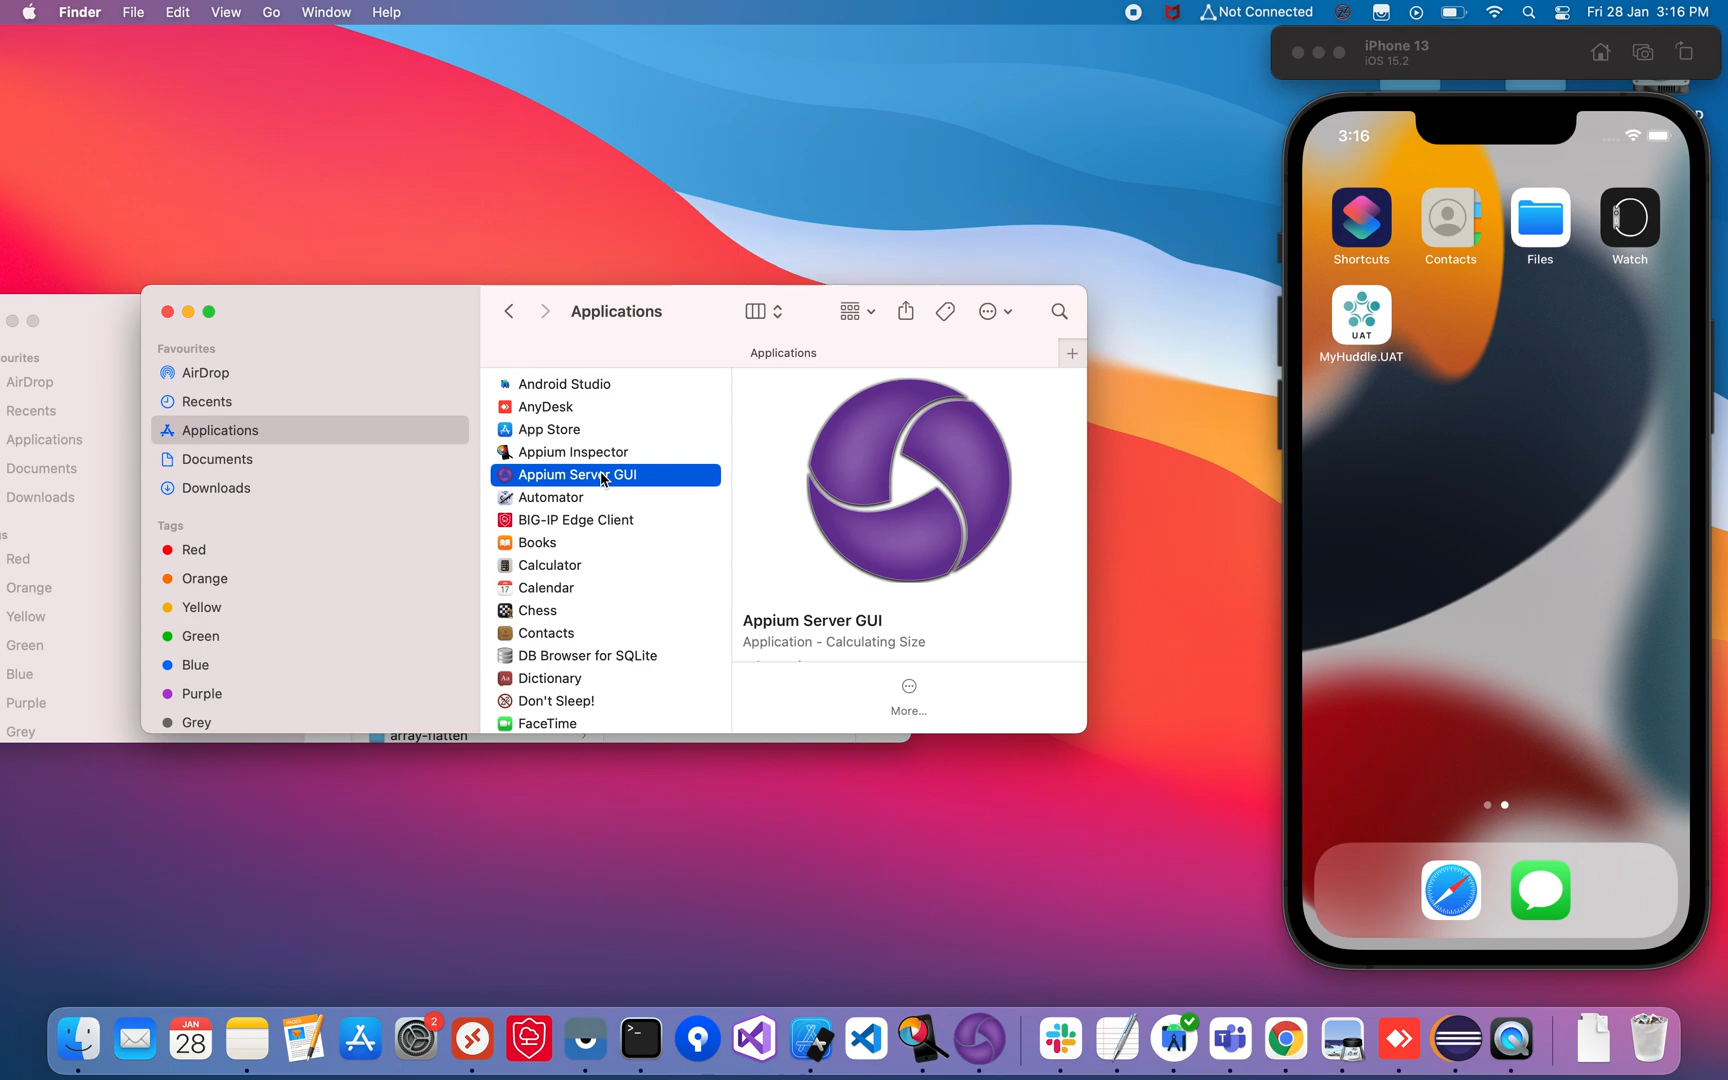 Finder File Edit View Go Window Help
Not Connected
Fri 28 Jan 3:16 PM
iPhone 13
iOS 15.2
3:16
Shortcuts
Contacts
Files
Watch
UAT
MyHuddle.UAT
ourites
AirDrop
Recents
Applications
Documents
Downloads
s
Red
Orange
Yellow
Green
Blue
Purple
Grey
Favourites
AirDrop
Recents
Applications
Documents
Downloads
Tags
Red
Orange
Yellow
Green
Blue
Purple
Grey
Applications
Applications
Android Studio
AnyDesk
App Store
Appium Inspector
Appium Server GUI
Automator
BIG-IP Edge Client
Books
Calculator
17
Calendar
Chess
Contacts
DB Browser for SQLite
Aa
Dictionary
Don't Sleep!
FaceTime
array-flatten
Appium Server GUI
Application - Calculating Size
More...
JAN
28
PAGES
2
>_